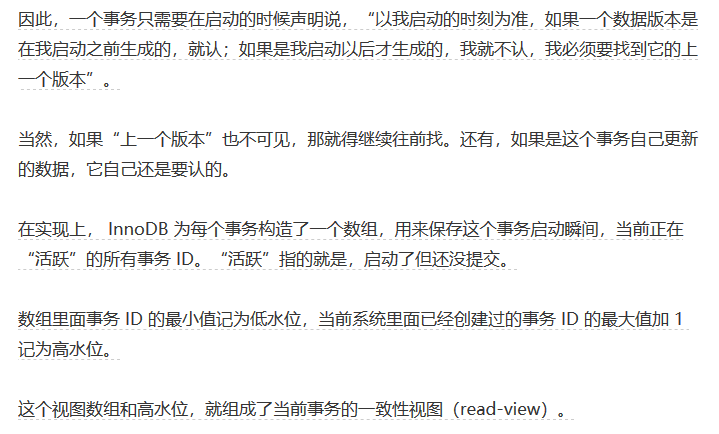 因此，一个事务只需要在启动的时候声明说，“以我启动的时刻为准，如果一个数据版本是
在我启动之前生成的，就认；如果是我启动以后才生成的，我就不认，我必须要找到它的上
一个版本”。
当然，如果“上一个版本”也不可见，那就得继续往前找。还有，如果是这个事务自己更新
的数据，它自己还是要认的。
在实现上， InnoDB 为每个事务构造了一个数组，用来保存这个事务启动瞬间，当前正在
“活跃”的所有事务 ID。“活跃”指的就是，启动了但还没提交。
数组里面事务 ID 的最小值记为低水位，当前系统里面已经创建过的事务 ID 的最大值加 1
记为高水位。
这个视图数组和高水位，就组成了当前事务的一致性视图（read-view）。